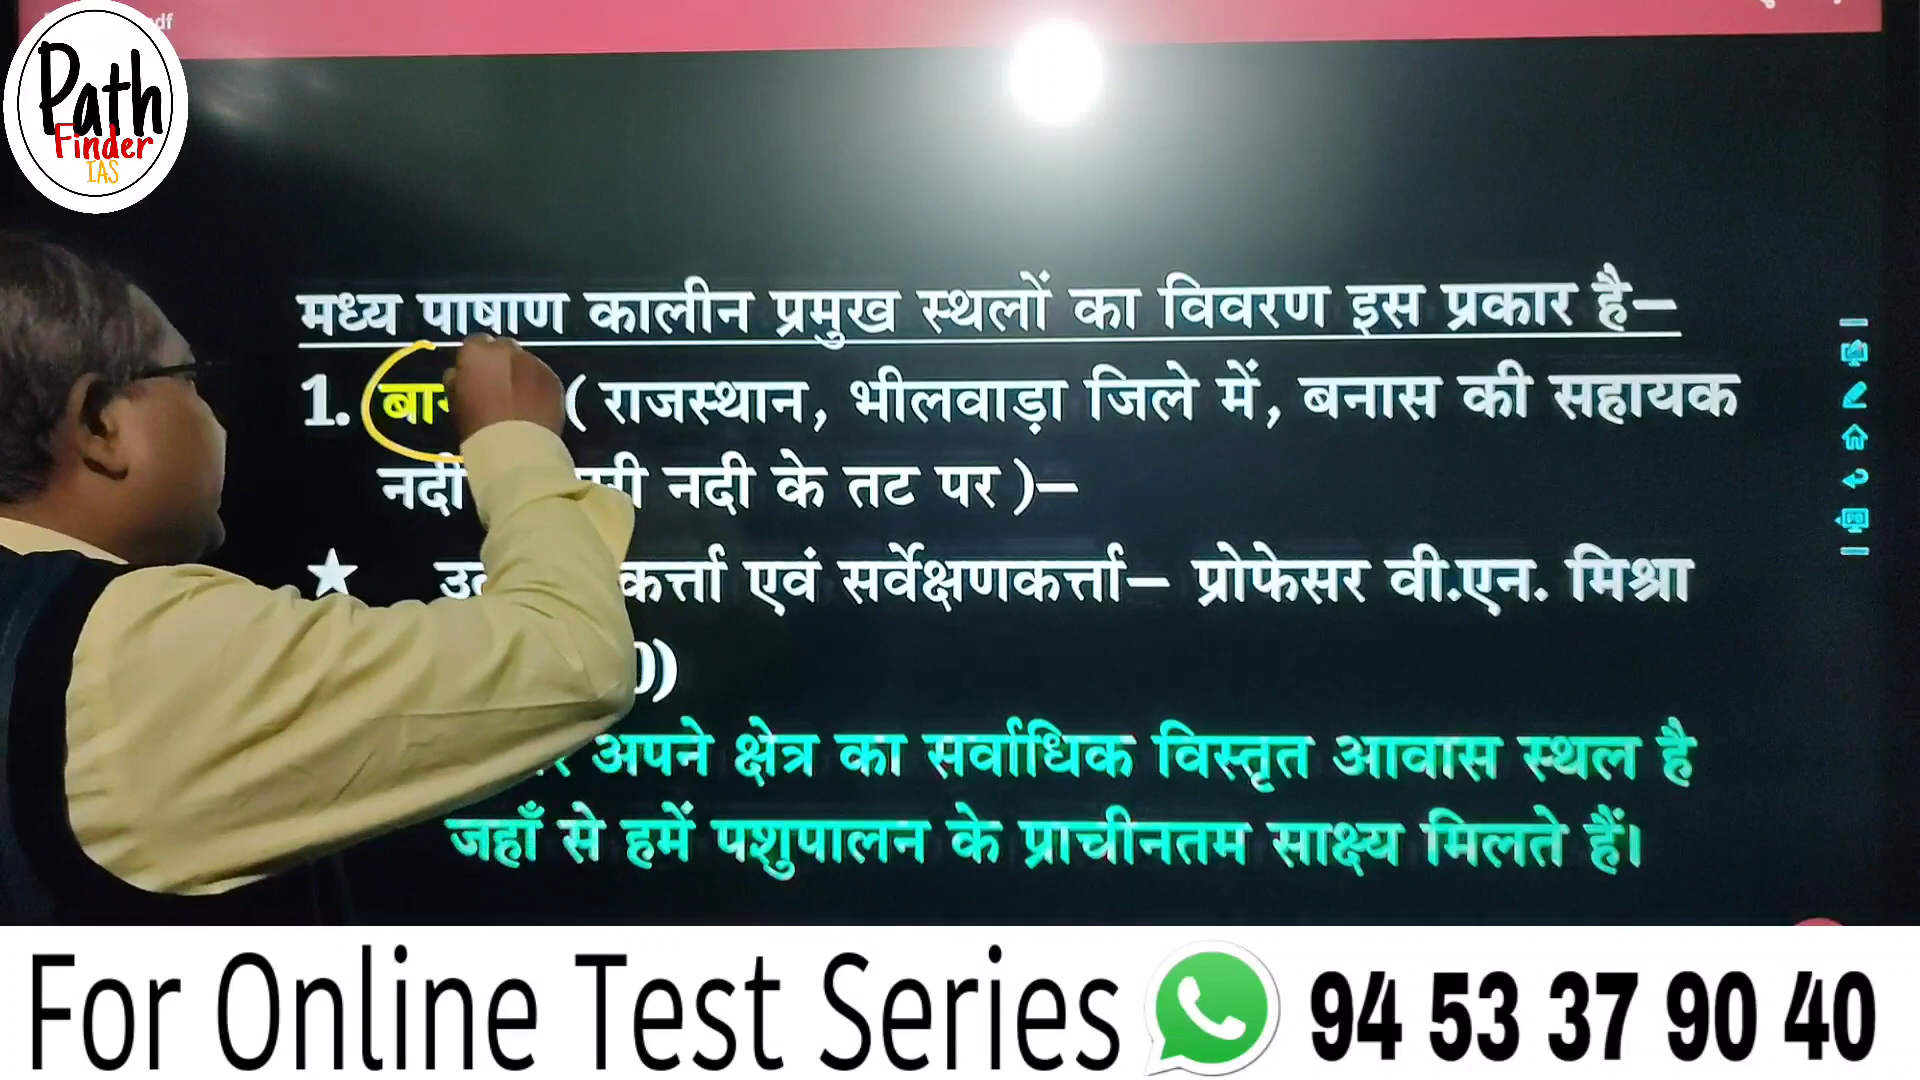 Path
Finder
IAS
मध्य पाषाण कालीन प्रमुख स्थलों का विवरण इस प्रकार है–
1. ( राजस्थान, भीलवाड़ा जिले में, बनास की सहायक
नदी नदी के तट पर )–
★ एवं सर्वेक्षणकर्त्ता– प्रोफेसर वी.एन. मिश्रा
अपने क्षेत्र का सर्वाधिक विस्तृत आवास स्थल है
जहाँ से हमें पशुपालन के प्राचीनतम साक्ष्य मिलते हैं।
For Online Test Series 94 53 37 90 40